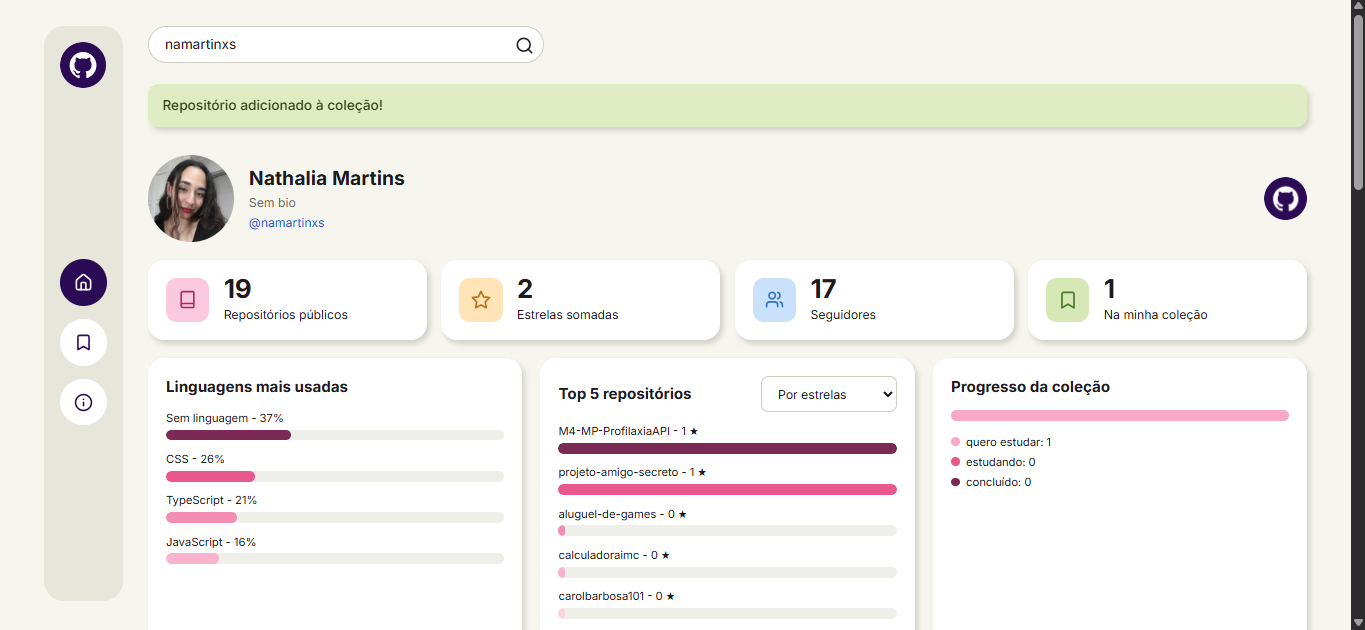 namartinxs
Repositório adicionado à coleção!
Nathalia Martins
Sem bio
@namartinxs
19
Repositórios públicos
2
Estrelas somadas
17
Seguidores
1
Na minha coleção
Linguagens mais usadas
Sem linguagem - 37%
CSS - 26%
TypeScript - 21%
JavaScript - 16%
Top 5 repositórios
Por estrelas
M4-MP-ProfilaxiaAPI - 1 ★
projeto-amigo-secreto - 1 ★
aluguel-de-games - 0 ★
calculadoraimc - 0 ★
carolbarbosa101 - 0 ★
Progresso da coleção
quero estudar: 1
estudando: 0
concluído: 0